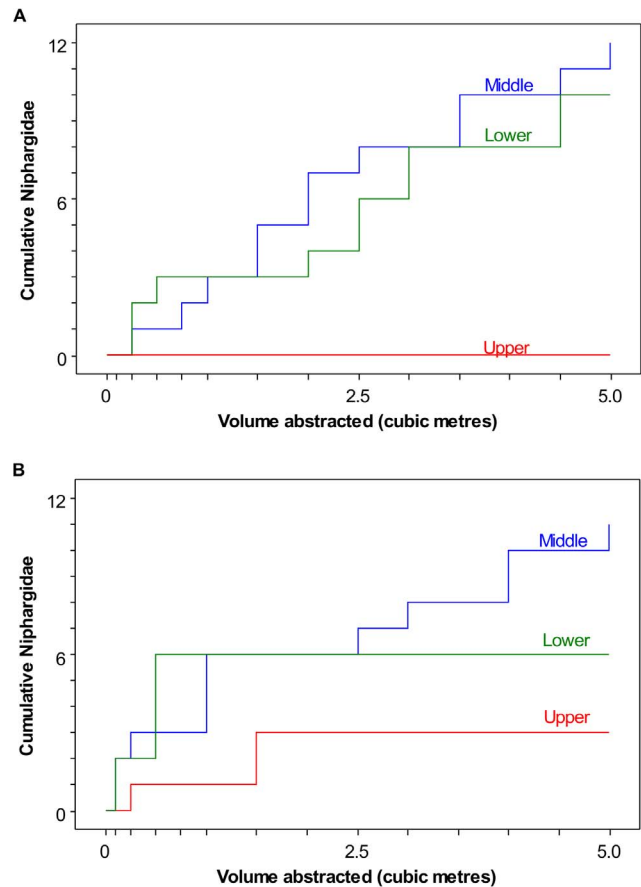 A
12
Middle
Lower
6
Cumulative Niphargidae
Upper
0
0
2.5
5.0
Volume abstracted (cubic metres)
B
12
Middle
Lower
6
Cumulative Niphargidae
Upper
0
0
2.5
5.0
Volume abstracted (cubic metres)